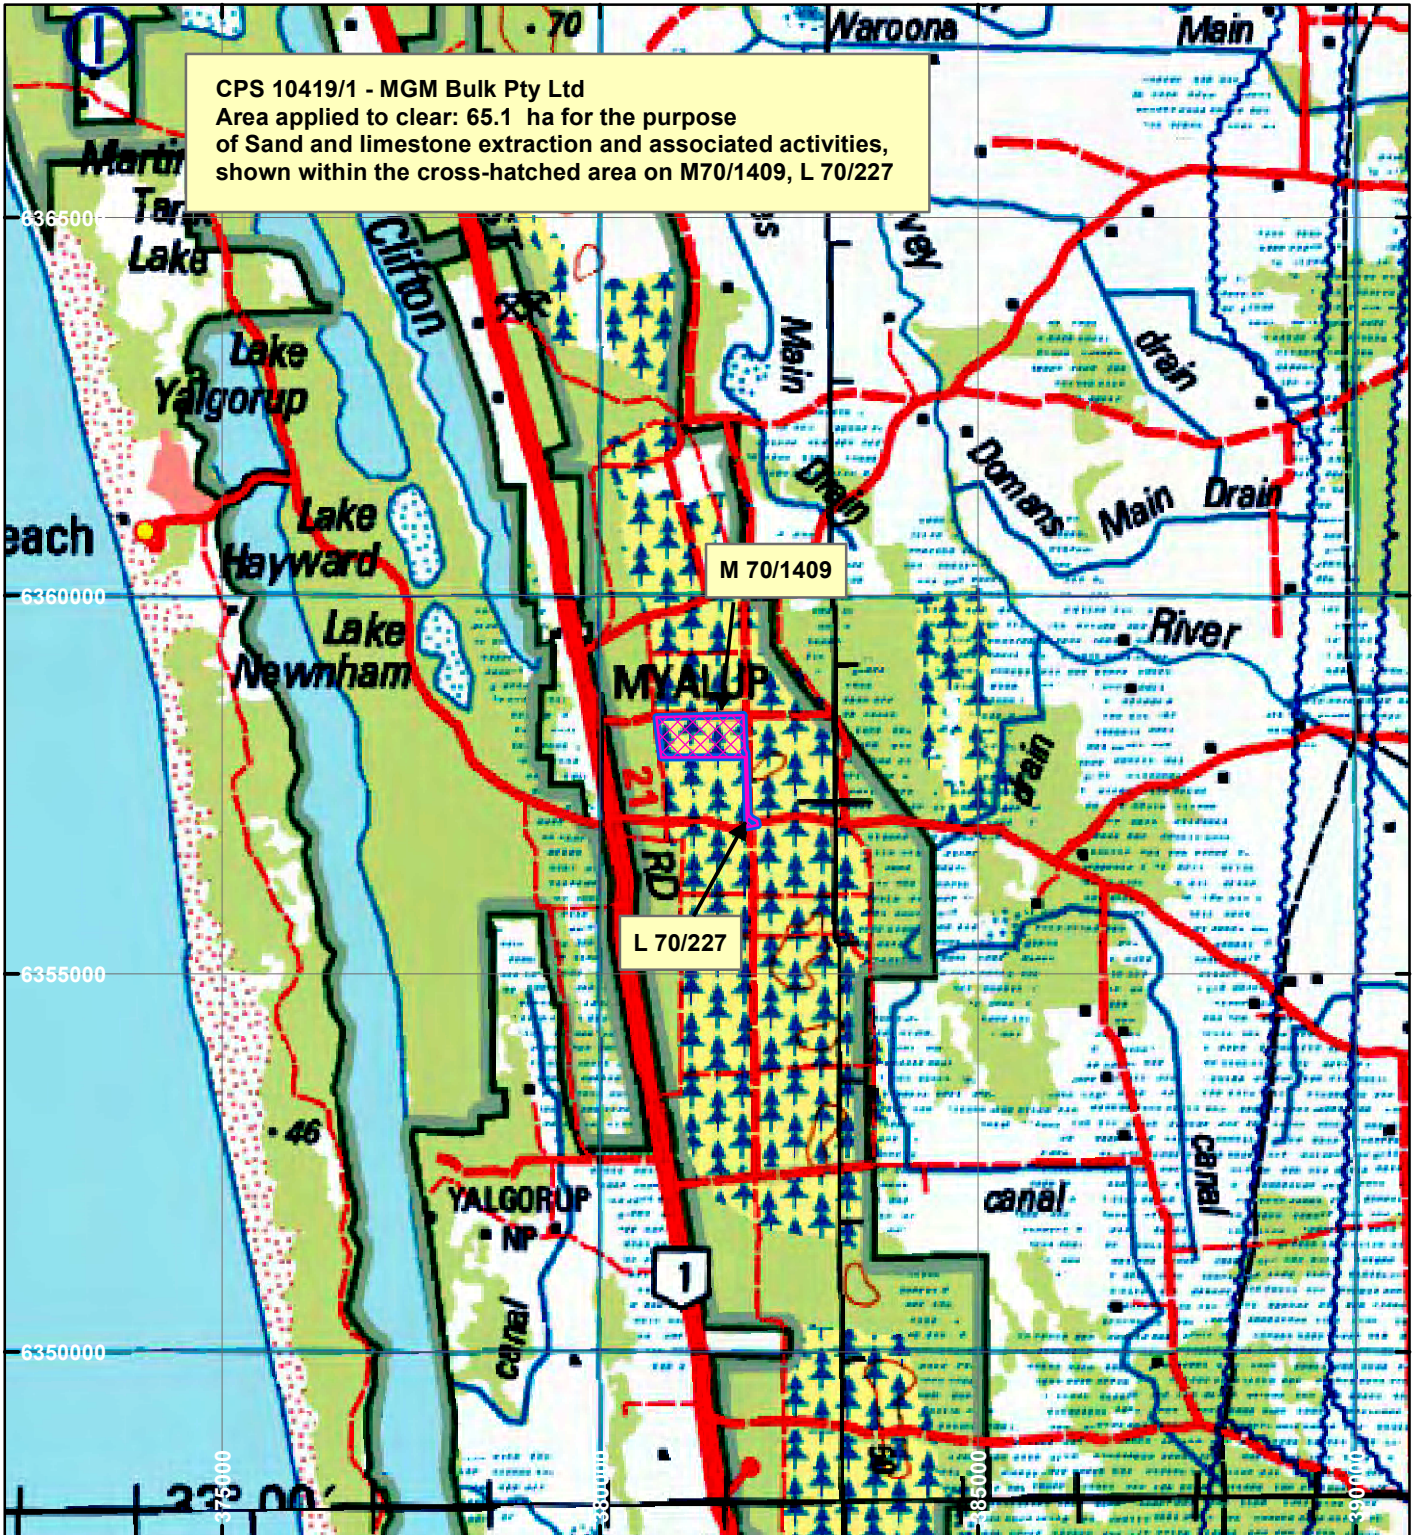 70
Waroona
Main
CPS 10419/1 - MGM Bulk Pty Ltd
Area applied to clear: 65.1 ha for the purpose
of Sand and limestone extraction and associated activities,
shown within the cross-hatched area on M70/1409, L 70/227
Lake
6365000
Clifton
Main
drain
Lake
Yalgorup
Drain
Domans
Main
Drain
Lake
Hayward
M 70/1409
6360000
Lake
Newnham
River
MYALUP
21
RD
drain
L 70/227
6355000
46
YALGORUP
NP
canal
canal
canal
1
6350000
50
375000
380000
385000
390000